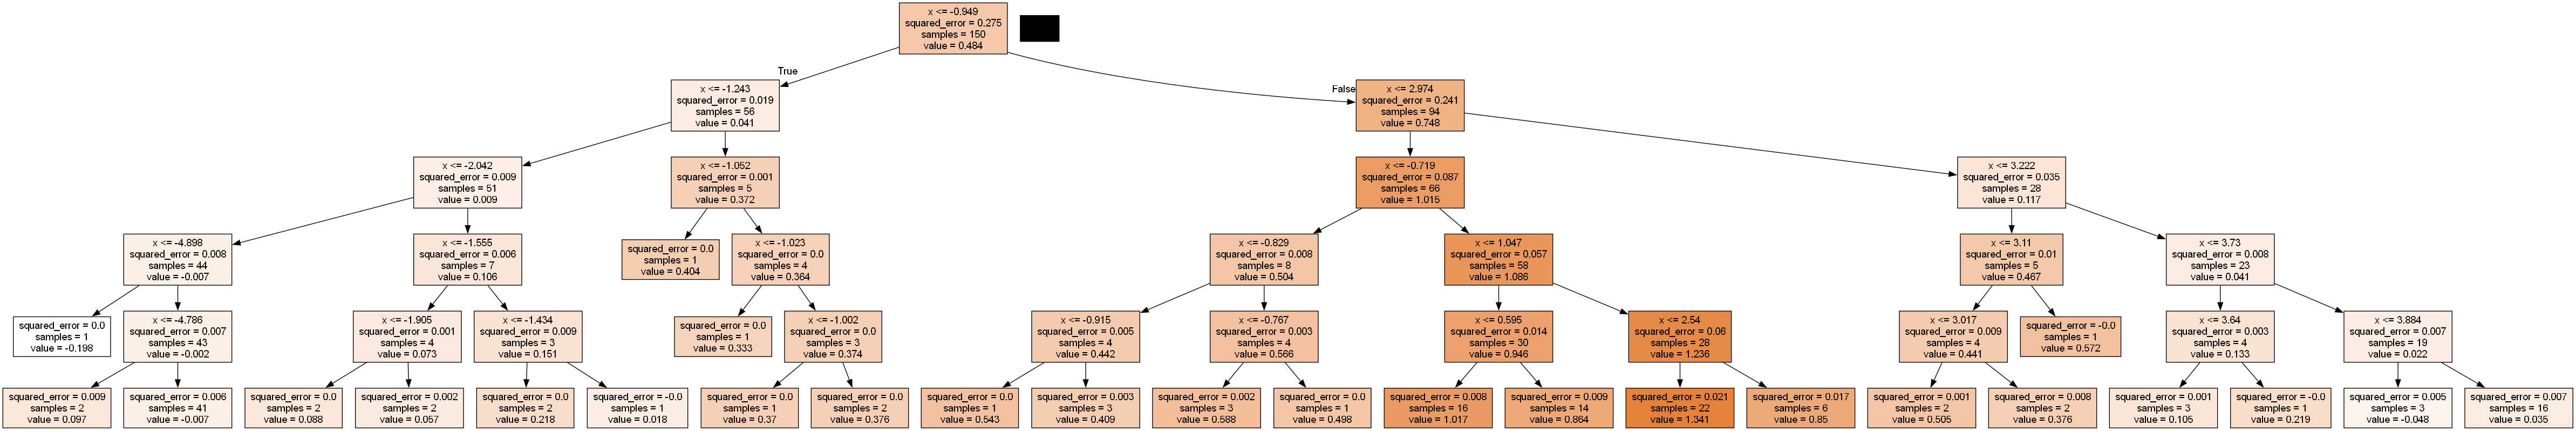 x <= -0.949
squared_error = 0.275
samples = 150
value = 0.484
True
False
x <= -1.243
squared_error = 0.019
samples = 56
value = 0.041
x <= 2.974
squared_error = 0.241
samples = 94
value = 0.748
x <= -2.042
squared_error = 0.009
samples = 51
value = 0.009
x <= -1.052
squared_error = 0.001
samples = 5
value = 0.372
x <= -0.719
squared_error = 0.087
samples = 66
value = 1.015
x <= 3.222
squared_error = 0.035
samples = 28
value = 0.117
x <= -4.898
squared_error = 0.008
samples = 44
value = -0.007
x <= -1.555
squared_error = 0.006
samples = 7
value = 0.106
squared_error = 0.0
samples = 1
value = 0.404
x <= -1.023
squared_error = 0.0
samples = 4
value = 0.364
x <= -0.829
squared_error = 0.008
samples = 8
value = 0.504
x <= 1.047
squared_error = 0.057
samples = 58
value = 1.086
x <= 3.11
squared_error = 0.01
samples = 5
value = 0.467
x <= 3.73
squared_error = 0.008
samples = 23
value = 0.041
squared_error = 0.0
samples = 1
value = -0.198
x <= -4.786
squared_error = 0.007
samples = 43
value = -0.002
x <= -1.905
squared_error = 0.001
samples = 4
value = 0.073
x <= -1.434
squared_error = 0.009
samples = 3
value = 0.151
squared_error = 0.0
samples = 1
value = 0.333
x <= -1.002
squared_error = 0.0
samples = 3
value = 0.374
x <= -0.915
squared_error = 0.005
samples = 4
value = 0.442
x <= -0.767
squared_error = 0.003
samples = 4
value = 0.566
x <= 0.595
squared_error = 0.014
samples = 30
value = 0.946
x <= 2.54
squared_error = 0.06
samples = 28
value = 1.236
x <= 3.017
squared_error = 0.009
samples = 4
value = 0.441
squared_error = -0.0
samples = 1
value = 0.572
x <= 3.64
squared_error = 0.003
samples = 4
value = 0.133
x <= 3.884
squared_error = 0.007
samples = 19
value = 0.022
squared_error = 0.009
samples = 2
value = 0.097
squared_error = 0.006
samples = 41
value = -0.007
squared_error = 0.0
samples = 2
value = 0.088
squared_error = 0.002
samples = 2
value = 0.057
squared_error = 0.0
samples = 2
value = 0.218
squared_error = -0.0
samples = 1
value = 0.018
squared_error = 0.0
samples = 1
value = 0.37
squared_error = 0.0
samples = 2
value = 0.376
squared_error = 0.0
samples = 1
value = 0.543
squared_error = 0.003
samples = 3
value = 0.409
squared_error = 0.002
samples = 3
value = 0.588
squared_error = 0.0
samples = 1
value = 0.498
squared_error = 0.008
samples = 16
value = 1.017
squared_error = 0.009
samples = 14
value = 0.864
squared_error = 0.021
samples = 22
value = 1.341
squared_error = 0.017
samples = 6
value = 0.85
squared_error = 0.001
samples = 2
value = 0.505
squared_error = 0.008
samples = 2
value = 0.376
squared_error = 0.001
samples = 3
value = 0.105
squared_error = -0.0
samples = 1
value = 0.219
squared_error = 0.005
samples = 3
value = -0.048
squared_error = 0.007
samples = 16
value = 0.035